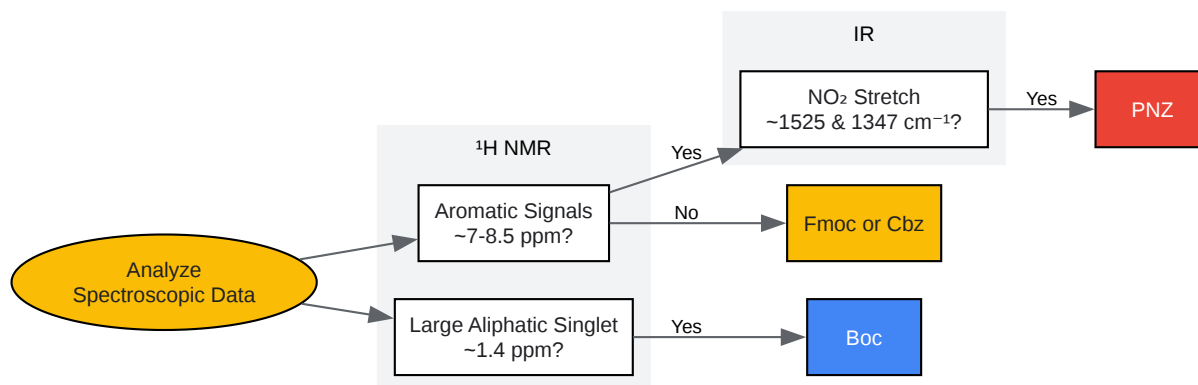 IR
NO₂ Stretch
~1525 & 1347 cm⁻¹?
Yes
PNZ
¹H NMR
Yes
Aromatic Signals
~7-8.5 ppm?
No
Fmoc or Cbz
Analyze
Spectroscopic Data
Large Aliphatic Singlet
~1.4 ppm?
Yes
Boc